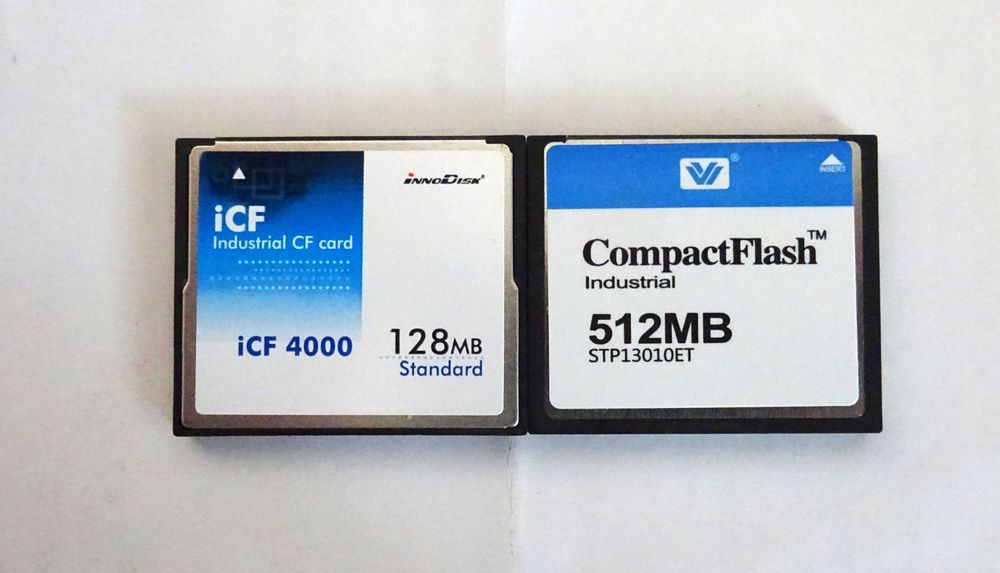 iNNODISK®
iCF
Industrial CF card
iCF 4000
128MB
Standard
®
INSERT
CompactFlash™
Industrial
512MB
STP13010ET